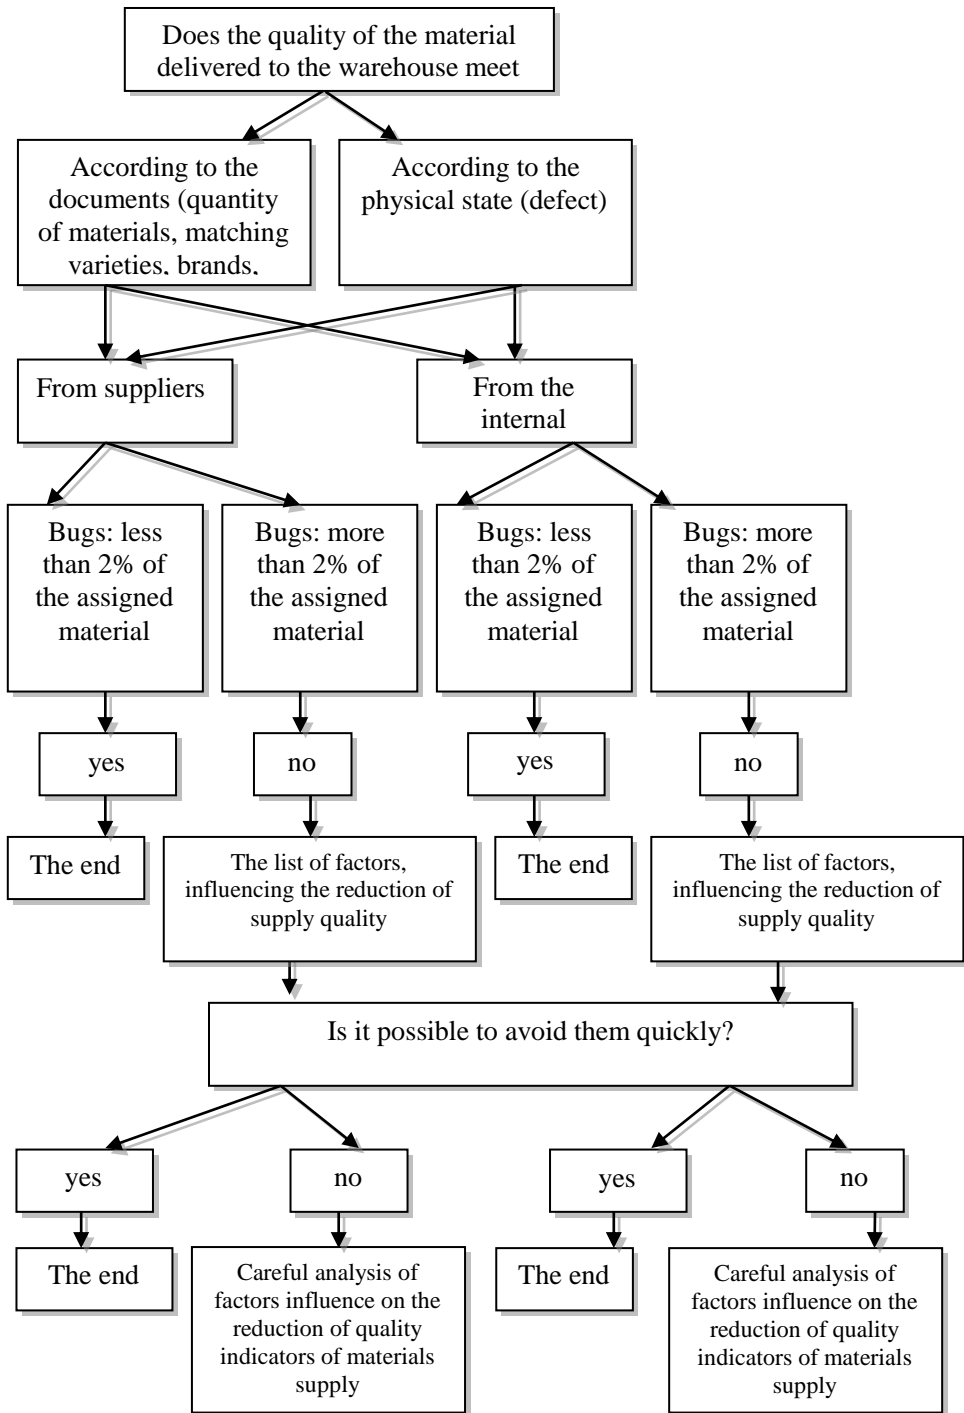 Does the quality of the material
delivered to the warehouse meet
According to the
documents (quantity
of materials, matching
varieties, brands,
According to the
physical state (defect)
From suppliers
From the
internal
Bugs: less
than 2% of
the assigned
material
Bugs: more
than 2% of
the assigned
material
Bugs: less
than 2% of
the assigned
material
Bugs: more
than 2% of
the assigned
material
yes
no
yes
no
The end
The list of factors,
influencing the reduction of
supply quality
The end
The list of factors,
influencing the reduction of
supply quality
Is it possible to avoid them quickly?
yes
no
yes
no
The end
Careful analysis of
factors influence on the
reduction of quality
indicators of materials
supply
The end
Careful analysis of
factors influence on the
reduction of quality
indicators of materials
supply